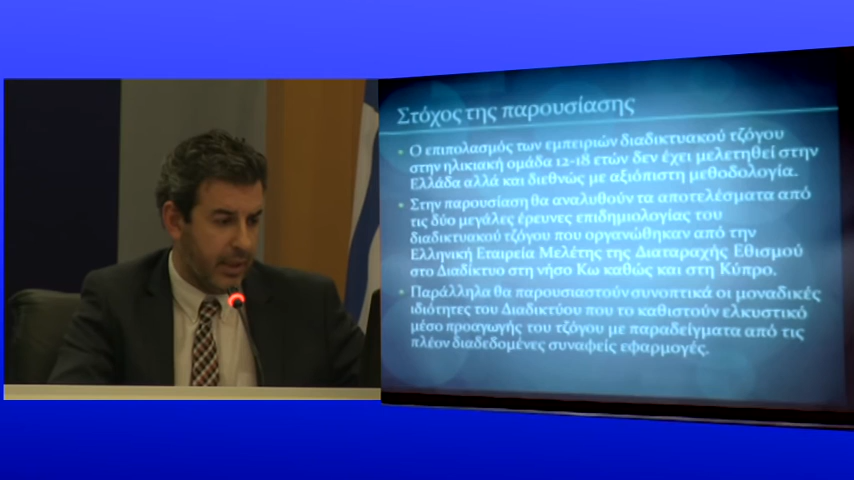 Στόχος της παρουσίασης
• Ο επιπολασμός των εμπειριών διαδικτυακού τζόγου
στην ηλικιακή ομάδα 12-18 ετών δεν έχει μελετηθεί στην
Ελλάδα αλλά και διεθνώς με αξιόπιστη μεθοδολογία.
• Στην παρουσίαση θα αναλυθούν τα αποτελέσματα από
τις δύο μεγάλες έρευνες επιδημιολογίας του
διαδικτυακού τζόγου που οργανώθηκαν από την
Ελληνική Εταιρεία Μελέτης της Διαταραχής Εθισμού
στο Διαδίκτυο στη νήσο Κω καθώς και στη Κύπρο.
• Παράλληλα θα παρουσιαστούν συνοπτικά οι μοναδικές
ιδιότητες του Διαδικτύου που το καθιστούν ελκυστικό
μέσο προαγωγής του τζόγου με παραδείγματα από τις
πλέον διαδεδομένες συναφείς εφαρμογές.